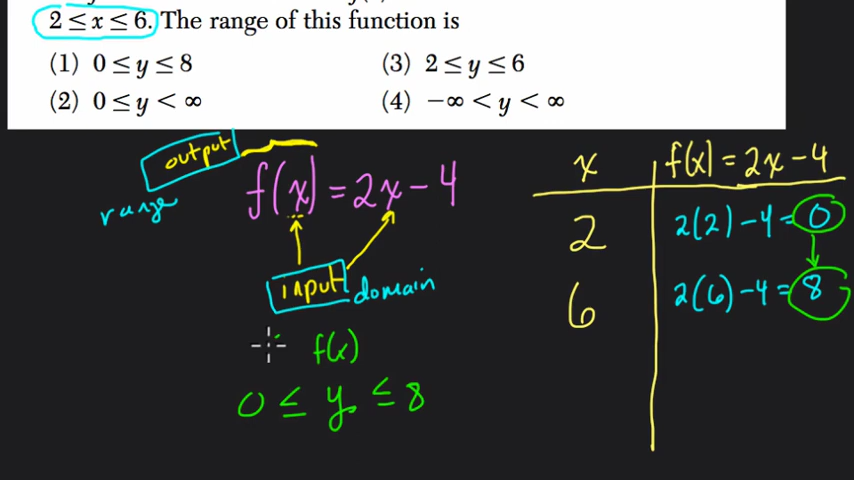 2 ≤ x ≤ 6. The range of this function is
(1) 0 ≤ y ≤ 8
(3) 2 ≤ y ≤ 6
(2) 0 ≤ y < ∞
(4) −∞ < y < ∞
output
range
f(x) = 2x − 4
input
domain
f(x)
0 ≤ y ≤ 8
x
f(x) = 2x − 4
2
2(2) − 4 = 0
6
2(6) − 4 = 8